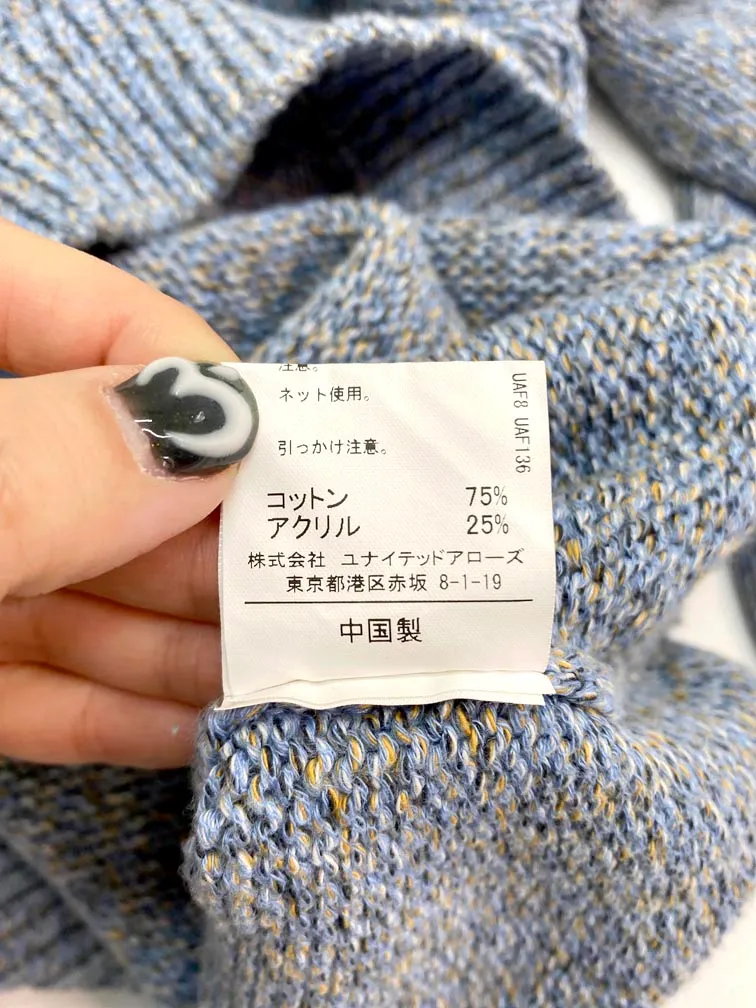 注意。
ネット使用。
引っかけ注意。
UAF8 UAF136
コットン 75%
アクリル 25%
株式会社 ユナイテッドアローズ
東京都港区赤坂 8-1-19
中国製